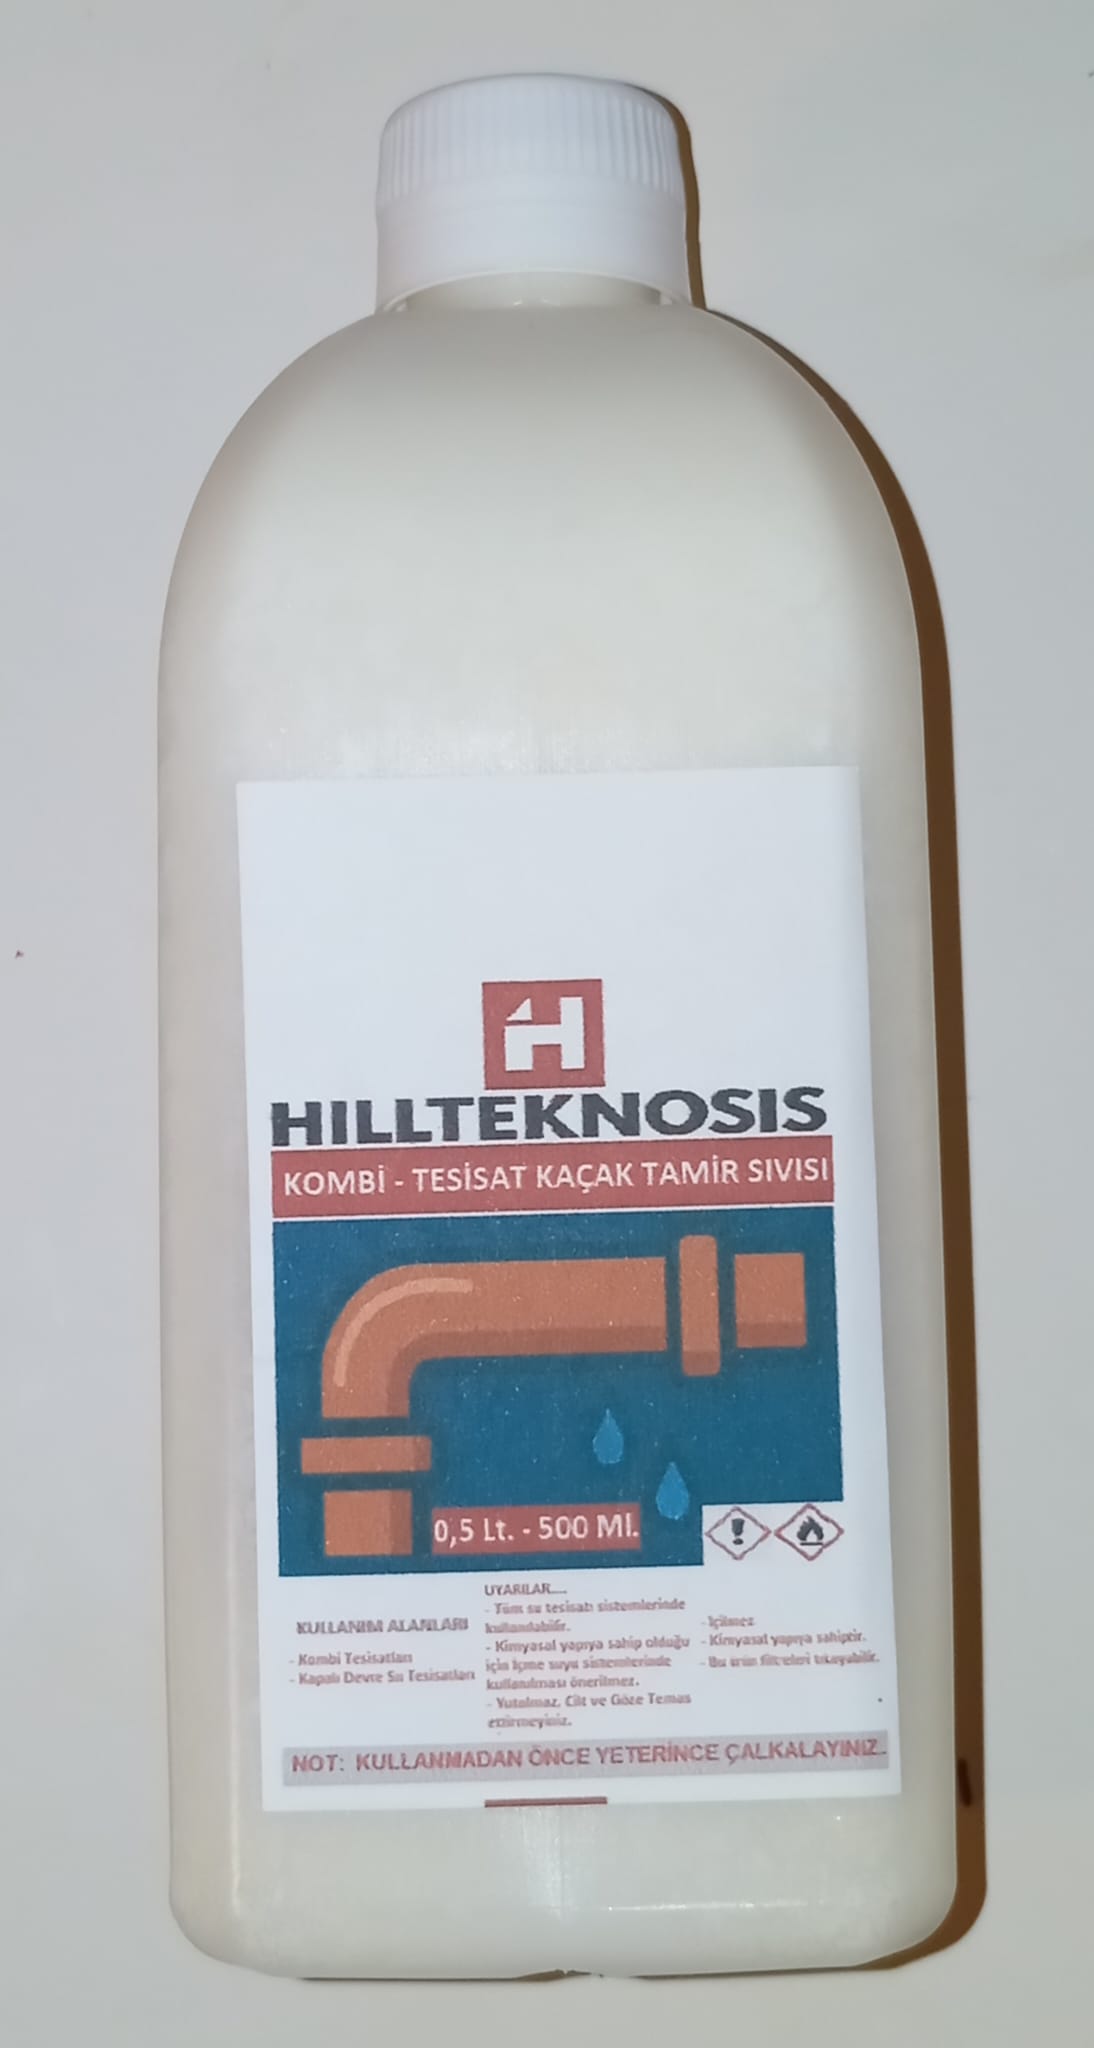 H
HILLTEKNOSIS
KOMBİ - TESİSAT KAÇAK TAMİR SIVISI
0,5 Lt. - 500 Ml.
KULLANIM ALANLARI
- Kombi Tesisatları
- Kapalı Devre Su Tesisatları
UYARILAR....
- Tüm su tesisatı sistemlerinde
kullanılabilir.
- Kimyasal yapıya sahip olduğu
için İçme suyu sistemlerinde
kullanılması önerilmez.
- Yutulmaz, Cilt ve Göze Temas
ettirmeyiniz.
- İçilmez
- Kimyasal yapıya sahiptir.
- Bu ürün filtreleri tıkayabilir.
NOT: KULLANMADAN ÖNCE YETERİNCE ÇALKALAYINIZ.